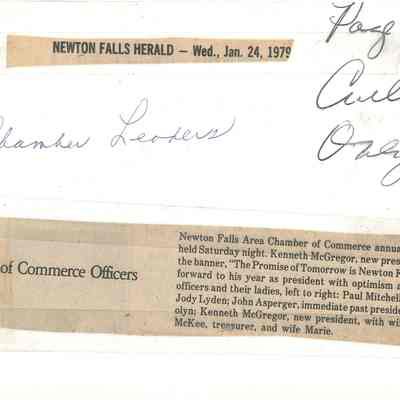 NEWTON FALLS HERALD — Wed., Jan. 24, 1979
Page
Only
Chamber Leaders
of Commerce Officers
Newton Falls Area Chamber of Commerce annua
held Saturday night. Kenneth McGregor, new pres
the banner, "The Promise of Tomorrow is Newton F
forward to his year as president with optimism a
officers and their ladies, left to right: Paul Mitchell
Jody Lyden; John Asperger, immediate past presid
olyn; Kenneth McGregor, new president, with wi
McKee, treasurer, and wife Marie.